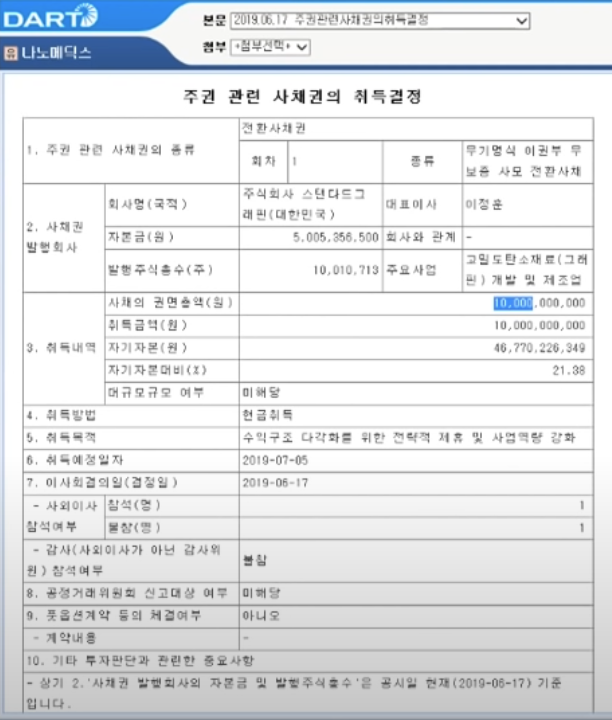 DART 본문 2019.06.17 주권관련사채권의취득결정
유 나노메딕스 첨부 +첨부선택+
주권 관련 사채권의 취득결정
1. 주권 관련 사채권의 종류
전환사채권
회차 1 종류 무기명식 이권부 무
보증 사모 전환사채
2. 사채권
발행회사
회사명(국적) 주식회사 스탠다드그
래핀(대한민국) 대표이사 이정훈
자본금(원) 5,005,356,500 회사와 관계 -
발행주식총수(주) 10,010,713 주요사업 고밀도탄소재료(그래
핀) 개발 및 제조업
3. 취득내역
사채의 권면총액(원) 10,000,000,000
취득금액(원) 10,000,000,000
자기자본(원) 46,770,226,349
자기자본대비(%) 21.38
대규모규모 여부 미해당
4. 취득방법 현금취득
5. 취득목적 수익구조 다각화를 위한 전략적 제휴 및 사업역량 강화
6. 취득예정일자 2019-07-05
7. 이사회결의일(결정일) 2019-06-17
- 사외이사
참석여부
참석(명) 1
불참(명) 1
- 감사(사외이사가 아닌 감사위
원) 참석여부 불참
8. 공정거래위원회 신고대상 여부 미해당
9. 풋옵션계약 등의 체결여부 아니오
- 계약내용 -
10. 기타 투자판단과 관련한 중요사항
- 상기 2.'사채권 발행회사의 자본금 및 발행주식총수'은 공시일 현재(2019-06-17) 기준
입니다.